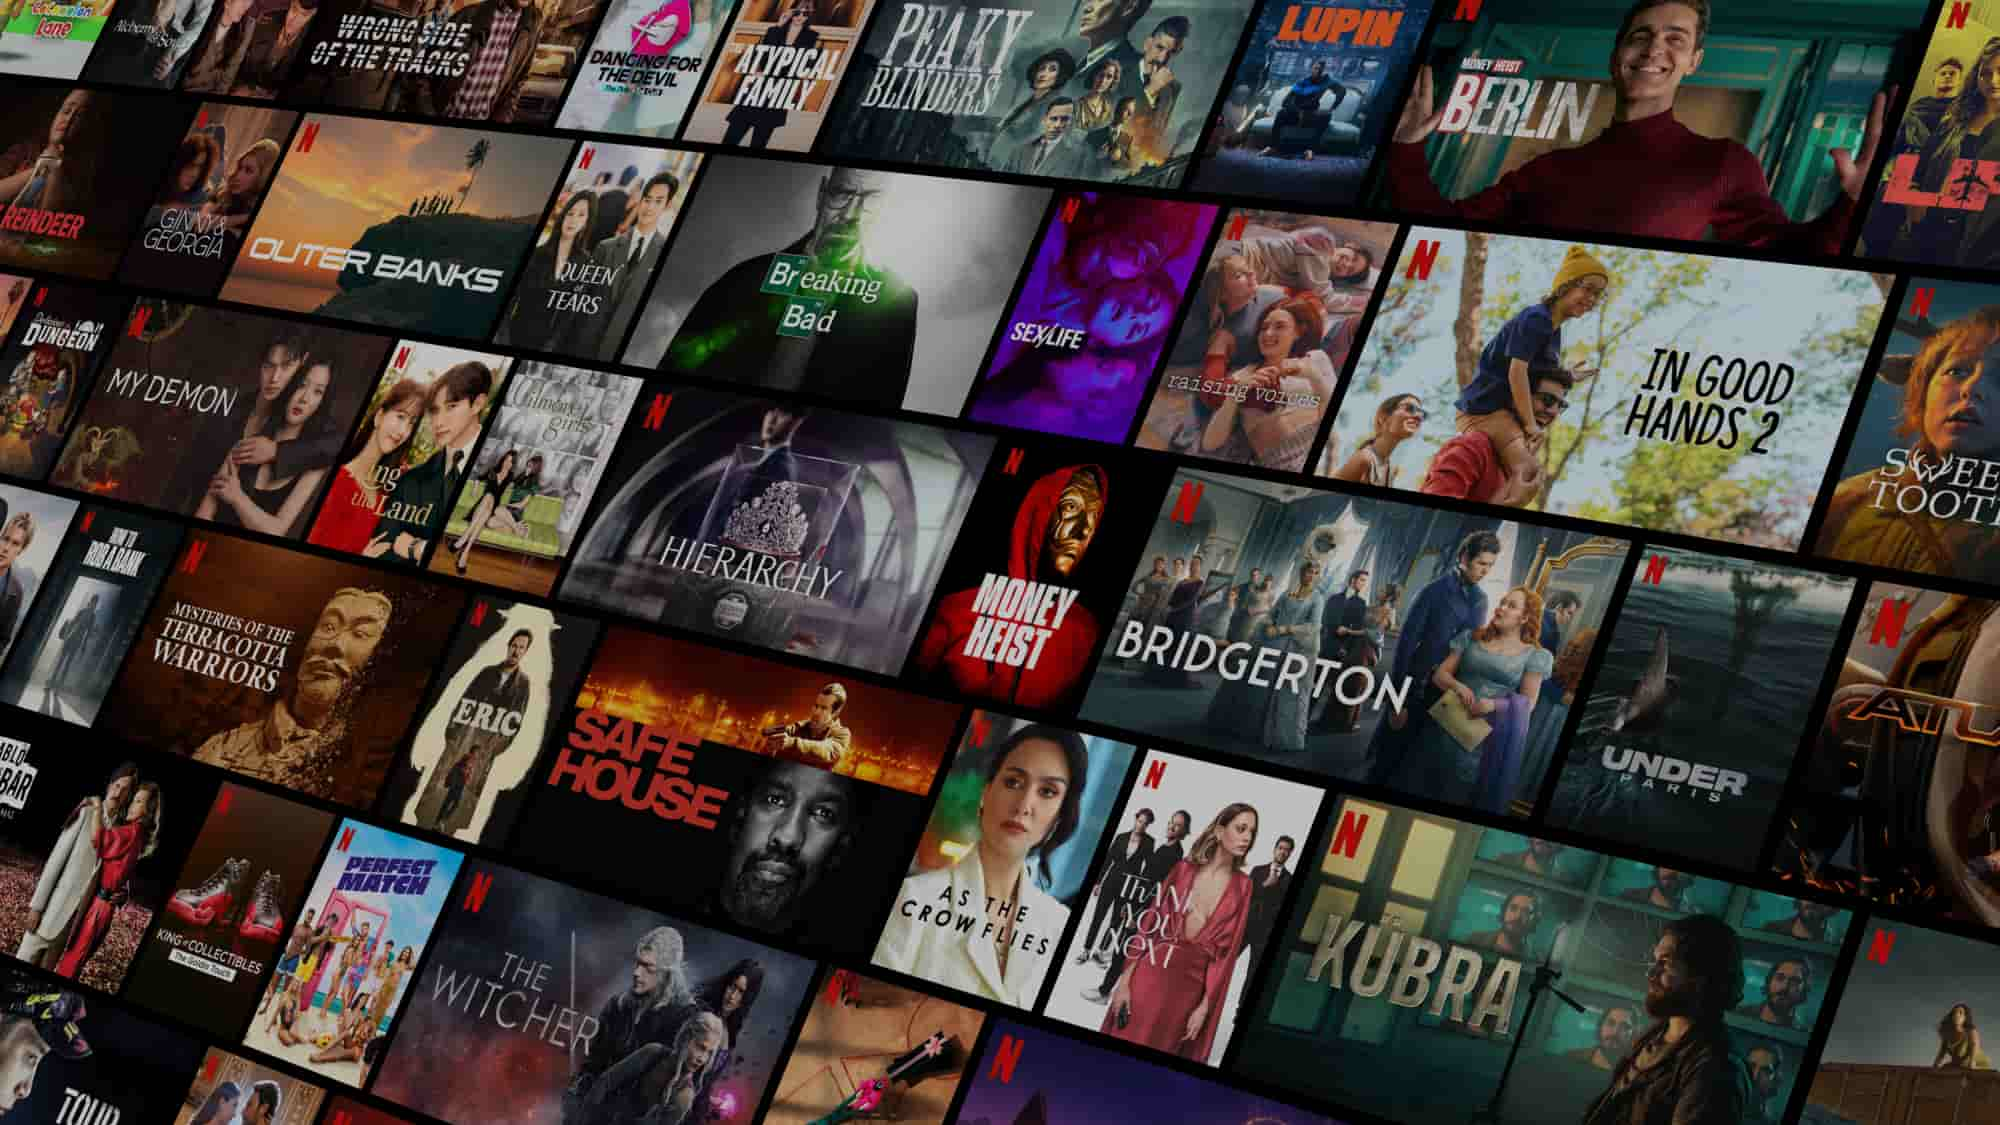 Lane
Alchemy of Souls
WRONG SIDE
OF THE TRACKS
DANCING FOR
THE DEVIL
THE ATYPICAL
FAMILY
PEAKY
BLINDERS
LUPIN
MONEY HEIST
BERLIN
REINDEER
GINNY &
GEORGIA
OUTER BANKS
QUEEN
OF
TEARS
Breaking
Bad
SEX/LIFE
raising voices
IN GOOD
HANDS 2
SWEE
TOOT
DUNGEON
MY DEMON
King
the Land
Gilmore
girls
HIERARCHY
MONEY
HEIST
BRIDGERTON
UNDER
PARIS
ATL
HOW TO
ROB A BANK
MYSTERIES OF THE
TERRACOTTA
WARRIORS
ERIC
SAFE
HOUSE
AS THE
CROW FLIES
THANK
YOU
NEXT
KÜBRA
KING OF COLLECTIBLES
The Goldin Touch
PERFECT
MATCH
THE
WITCHER
TOUR